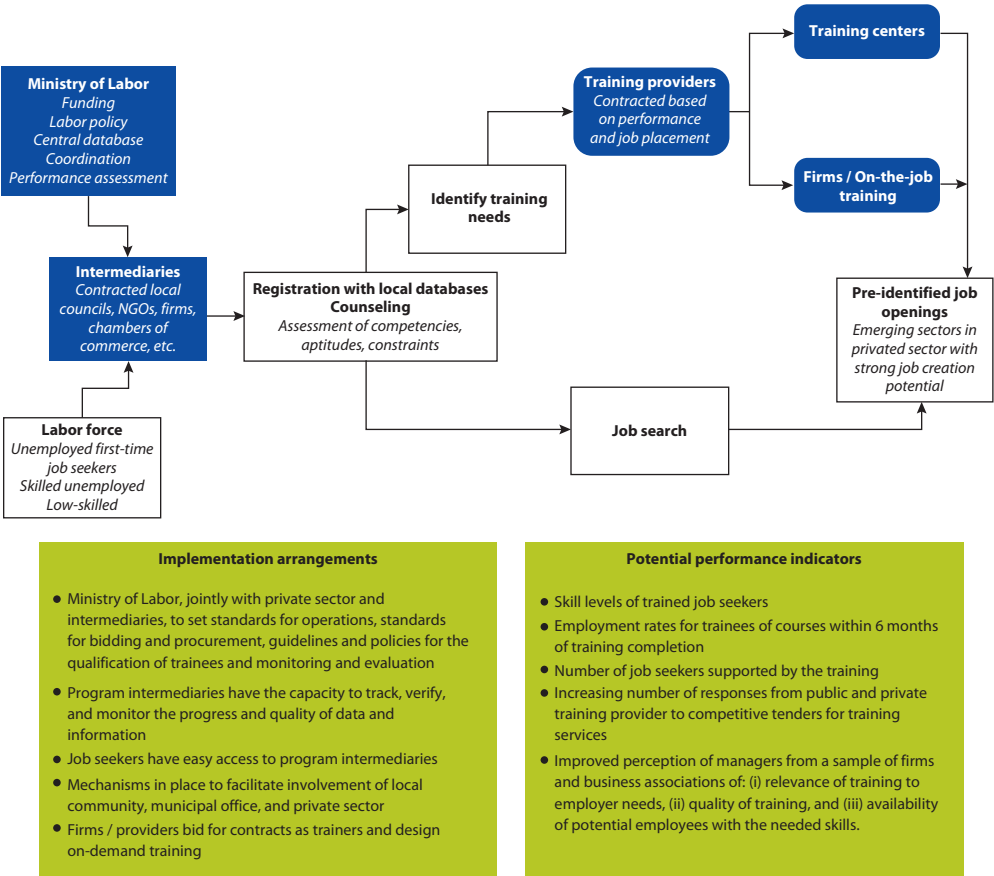 Training centers
Ministry of Labor
Funding
Labor policy
Central database
Coordination
Performance assessment
Training providers
Contracted based
on performance
and job placement
Firms / On-the-job
training
Identify training
needs
Intermediaries
Contracted local
councils, NGOs, firms,
chambers of
commerce, etc.
Registration with local databases
Counseling
Assessment of competencies,
aptitudes, constraints
Pre-identified job
openings
Emerging sectors in
privated sector with
strong job creation
potential
Job search
Labor force
Unemployed first-time
job seekers
Skilled unemployed
Low-skilled
Implementation arrangements
• Ministry of Labor, jointly with private sector and
intermediaries, to set standards for operations, standards
for bidding and procurement, guidelines and policies for the
qualification of trainees and monitoring and evaluation
• Program intermediaries have the capacity to track, verify,
and monitor the progress and quality of data and
information
• Job seekers have easy access to program intermediaries
• Mechanisms in place to facilitate involvement of local
community, municipal office, and private sector
• Firms / providers bid for contracts as trainers and design
on-demand training
Potential performance indicators
• Skill levels of trained job seekers
• Employment rates for trainees of courses within 6 months
of training completion
• Number of job seekers supported by the training
• Increasing number of responses from public and private
training provider to competitive tenders for training
services
• Improved perception of managers from a sample of firms
and business associations of: (i) relevance of training to
employer needs, (ii) quality of training, and (iii) availability
of potential employees with the needed skills.